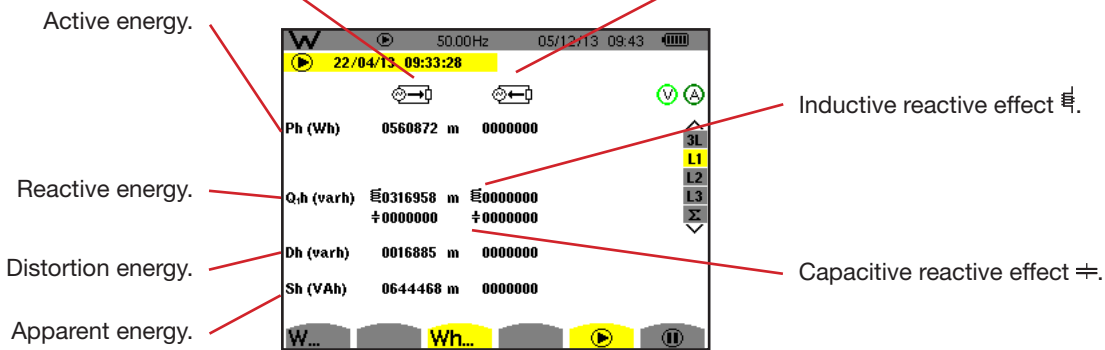 Active energy.
W 50.00Hz 05/12/13 09:43
22/04/13 09:33:28
V A
Inductive reactive effect .
Ph (Wh) 0560872 m 0000000
3L
L1
L2
L3
Σ
Reactive energy.
Q₁h (varh) 0316958 m 0000000
0000000 0000000
Distortion energy.
Dh (varh) 0016885 m 0000000
Capacitive reactive effect .
Sh (VAh) 0644468 m 0000000
Apparent energy.
W... Wh...